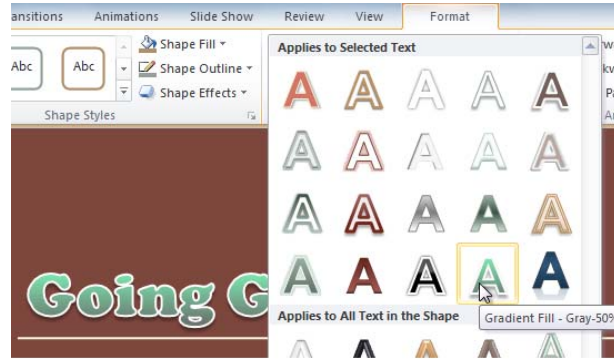 ansitions Animations Slide Show Review View Format
Applies to Selected Text
Abc Abc
Shape Fill
Shape Outline
Shape Effects
Shape Styles
A A A A A
A A A A A
A A A A A
A A A A A
Going G
Gradient Fill - Gray-50%
Applies to All Text in the Shape
A A A A A